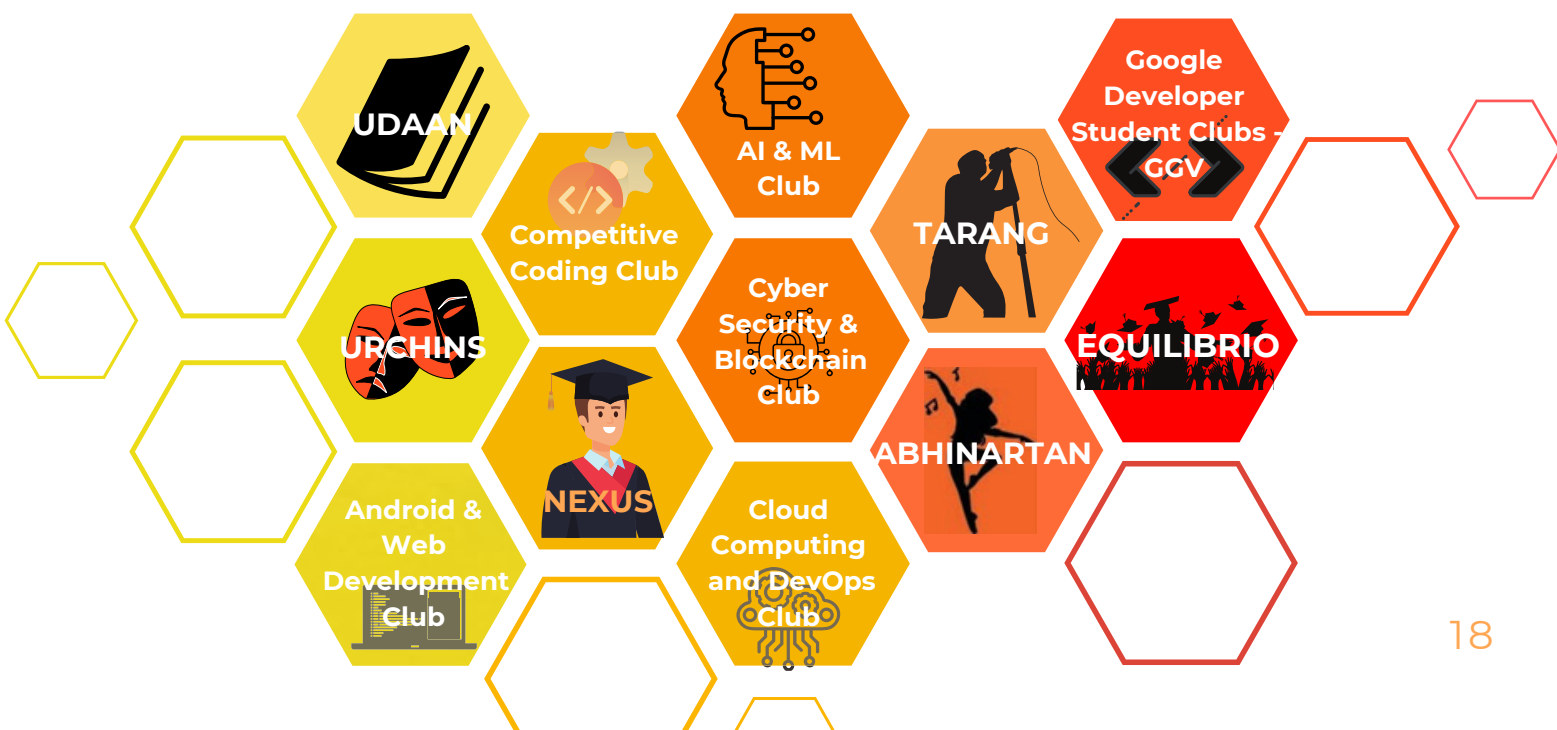 UDAAN
AI & ML
Club
Google
Developer
Student Clubs -
GGV
Competitive
Coding Club
TARANG
URCHINS
Cyber
Security &
Blockchain
Club
EQUILIBRIO
NEXUS
ABHINARTAN
Android &
Web
Development
Club
Cloud
Computing
and DevOps
Club
18